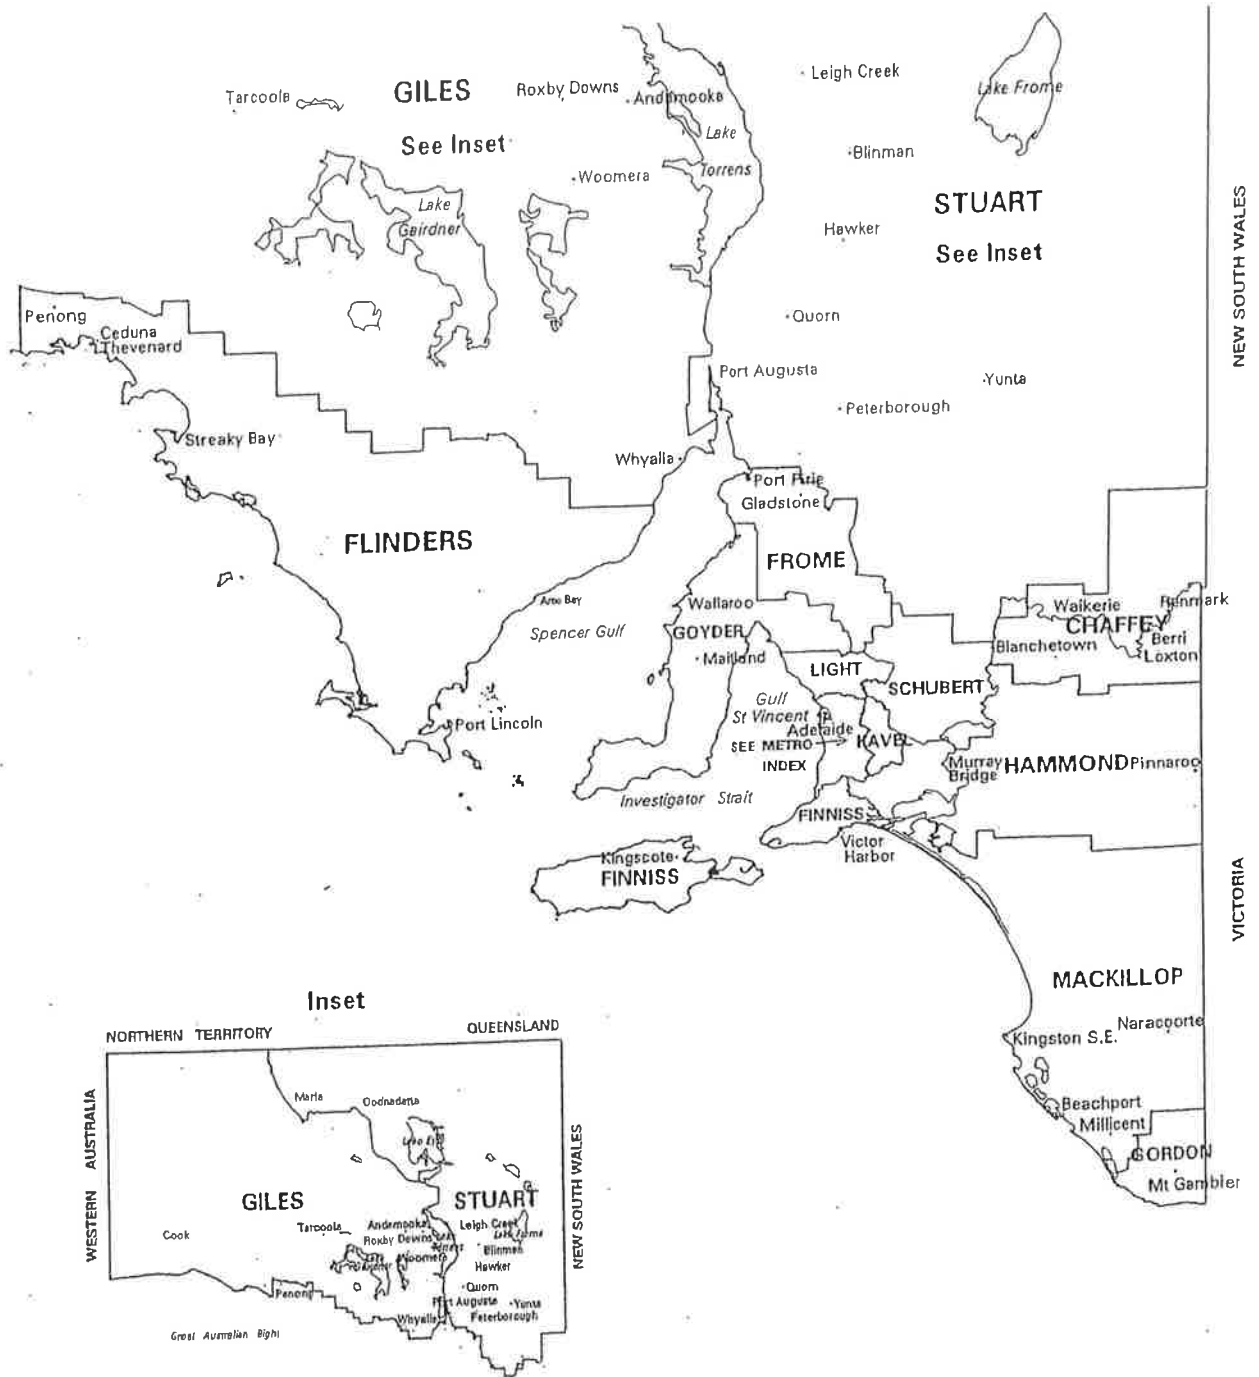 Leigh Creek
Lake Frome
Tarcoola
GILES
Roxby Downs
Andamooka
See Inset
Lake
Torrens
Blinman
Woomera
STUART
NEW SOUTH WALES
Lake
Gairdner
Hawker
See Inset
Penong
Ceduna
Thevenard
Quorn
Port Augusta
Yunta
Peterborough
Streaky Bay
Whyalla
Port Pirie
Gladstone
FLINDERS
FROME
Arno Bay
Spencer Gulf
Wallaroo
GOYDER
Maitland
Waikerie
Renmark
CHAFFEY
Blanchetown
Berri
Loxton
LIGHT
SCHUBERT
Gulf
St Vincent
Adelaide
SEE METRO
INDEX
KAVEL
Port Lincoln
Murray
Bridge
HAMMOND
Pinnaroo
Investigator Strait
FINNISS
Victor
Harbor
Kingscote
FINNISS
VICTORIA
MACKILLOP
Naracoorte
Kingston S.E.
Beachport
Millicent
GORDON
Mt Gambier
Inset
NORTHERN TERRITORY
QUEENSLAND
WESTERN AUSTRALIA
NEW SOUTH WALES
Marla
Oodnadatta
Lake Eyre
GILES
STUART
Cook
Tarcoola
Andamooka
Roxby Downs
Woomera
Leigh Creek
Lake Frome
Blinman
Hawker
Quorn
Penong
Port Augusta
Yunta
Whyalla
Peterborough
Great Australian Bight